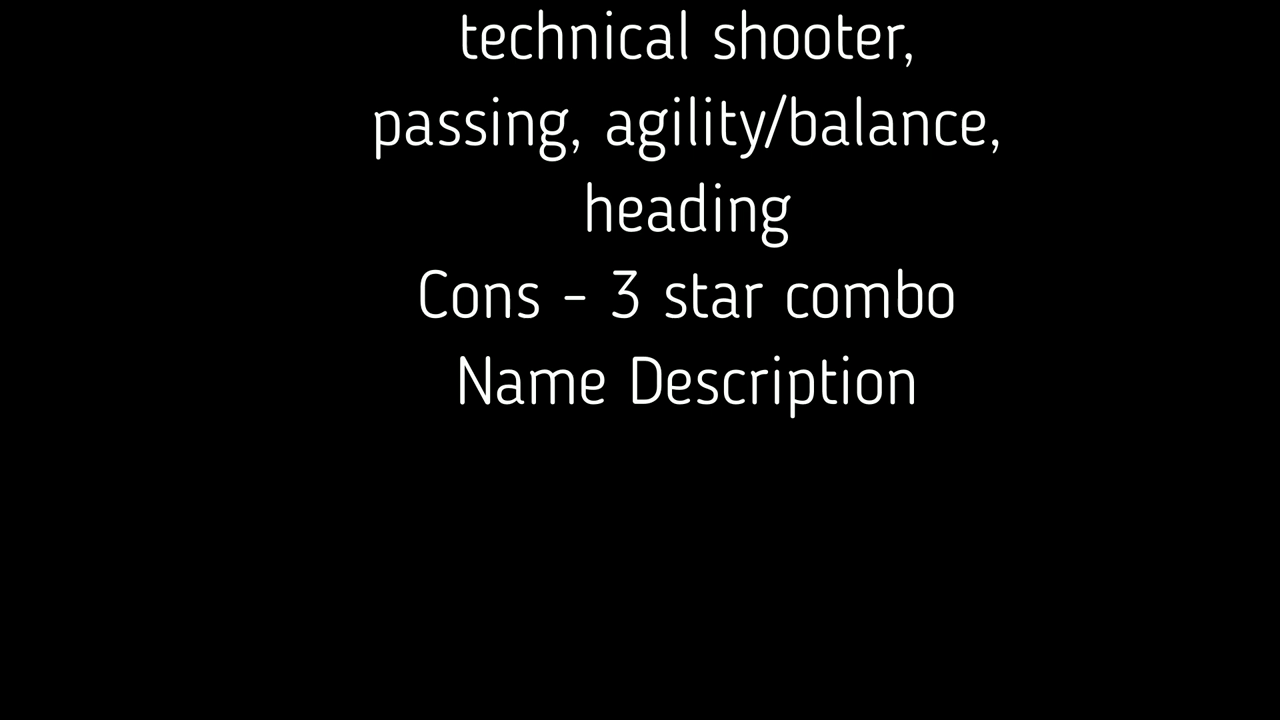 technical shooter,
passing, agility/balance,
heading
Cons - 3 star combo
Name Description